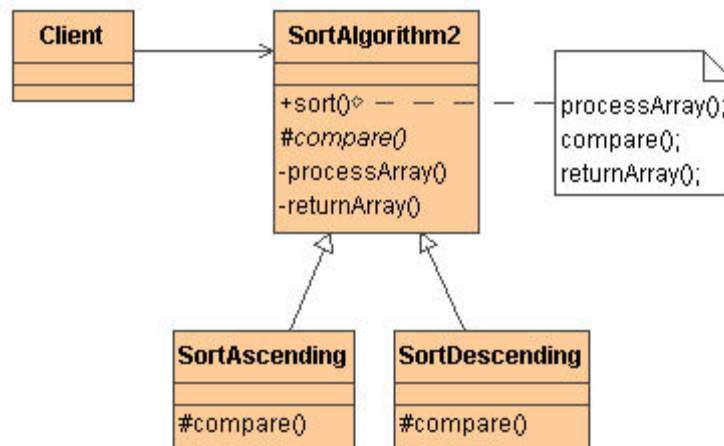 Client
SortAlgorithm2
+sort()
#compare()
-processArray()
-returnArray()
processArray();
compare();
returnArray();
SortAscending
#compare()
SortDescending
#compare()